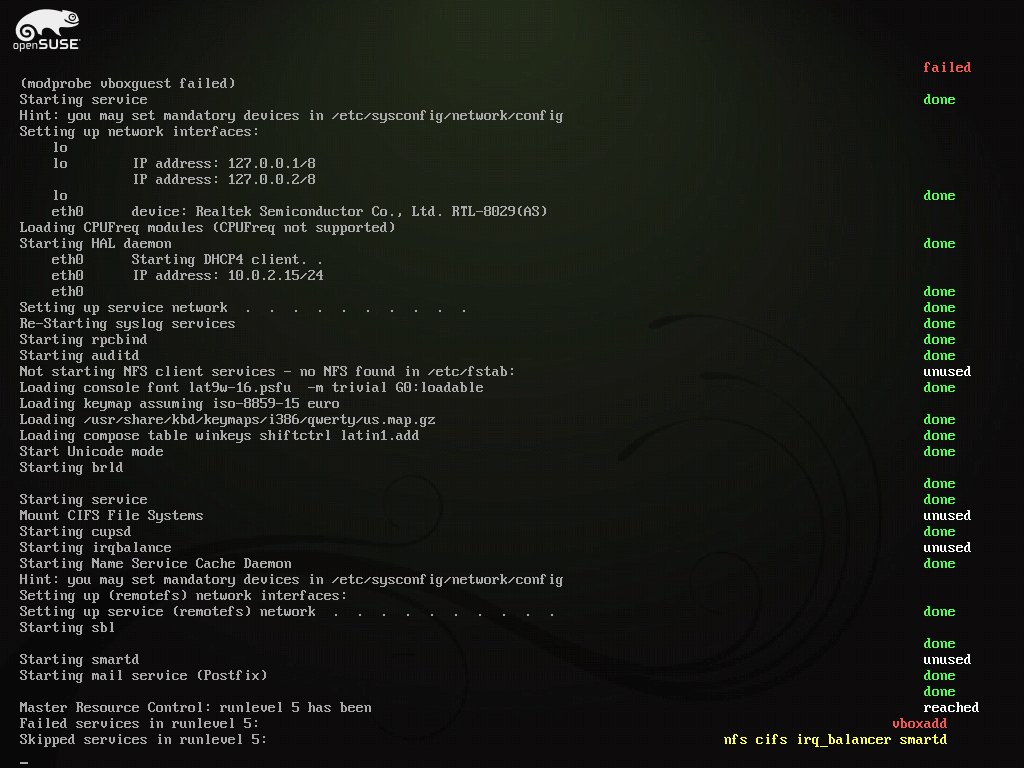 openSUSE
failed
(modprobe vboxguest failed)
Starting service done
Hint: you may set mandatory devices in /etc/sysconfig/network/config
Setting up network interfaces:
lo
lo IP address: 127.0.0.1/8
IP address: 127.0.0.2/8
lo done
eth0 device: Realtek Semiconductor Co., Ltd. RTL-8029(AS)
Loading CPUFreq modules (CPUFreq not supported)
Starting HAL daemon done
eth0 Starting DHCP4 client. .
eth0 IP address: 10.0.2.15/24
eth0 done
Setting up service network . . . . . . . . . . done
Re-Starting syslog services done
Starting rpcbind done
Starting auditd done
Not starting NFS client services - no NFS found in /etc/fstab: unused
Loading console font lat9w-16.psfu -m trivial G0:loadable done
Loading keymap assuming iso-8859-15 euro
Loading /usr/share/kbd/keymaps/i386/qwerty/us.map.gz done
Loading compose table winkeys shiftctrl latin1.add done
Start Unicode mode done
Starting brld
done
Starting service done
Mount CIFS File Systems unused
Starting cupsd done
Starting irqbalance unused
Starting Name Service Cache Daemon done
Hint: you may set mandatory devices in /etc/sysconfig/network/config
Setting up (remotefs) network interfaces:
Setting up service (remotefs) network . . . . . . . . . . done
Starting sbl
done
Starting smartd unused
Starting mail service (Postfix) done
done
Master Resource Control: runlevel 5 has been reached
Failed services in runlevel 5: vboxadd
Skipped services in runlevel 5: nfs cifs irq_balancer smartd
_